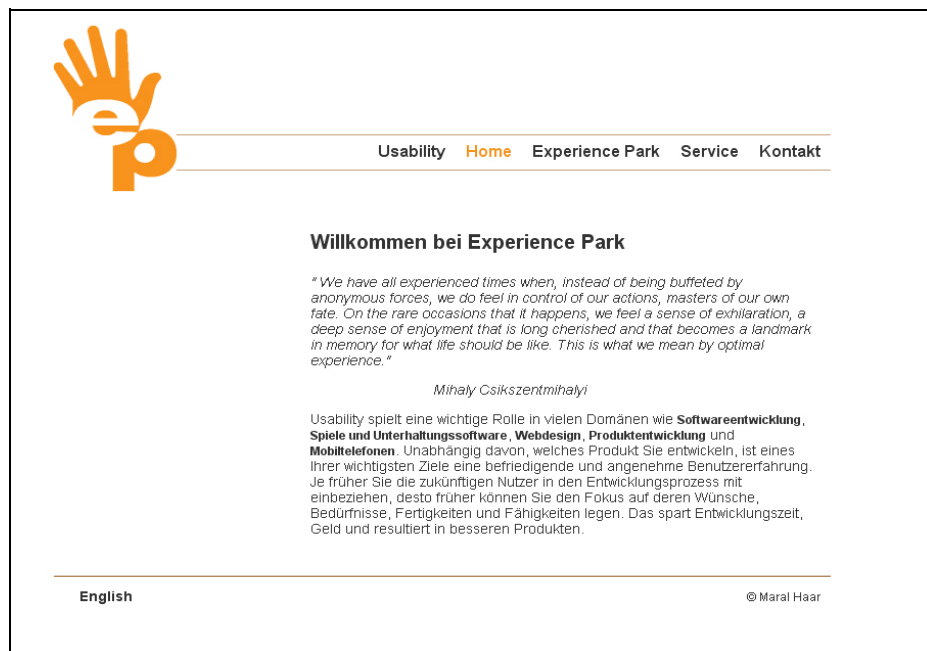 ep
Usability Home Experience Park Service Kontakt
Willkommen bei Experience Park
"We have all experienced times when, instead of being buffeted by
anonymous forces, we do feel in control of our actions, masters of our own
fate. On the rare occasions that it happens, we feel a sense of exhilaration, a
deep sense of enjoyment that is long cherished and that becomes a landmark
in memory for what life should be like. This is what we mean by optimal
experience."
Mihaly Csikszentmihalyi
Usability spielt eine wichtige Rolle in vielen Domänen wie Softwareentwicklung,
Spiele und Unterhaltungssoftware, Webdesign, Produktentwicklung und
Mobiltelefonen. Unabhängig davon, welches Produkt Sie entwickeln, ist eines
Ihrer wichtigsten Ziele eine befriedigende und angenehme Benutzererfahrung.
Je früher Sie die zukünftigen Nutzer in den Entwicklungsprozess mit
einbeziehen, desto früher können Sie den Fokus auf deren Wünsche,
Bedürfnisse, Fertigkeiten und Fähigkeiten legen. Das spart Entwicklungszeit,
Geld und resultiert in besseren Produkten.
English © Maral Haar